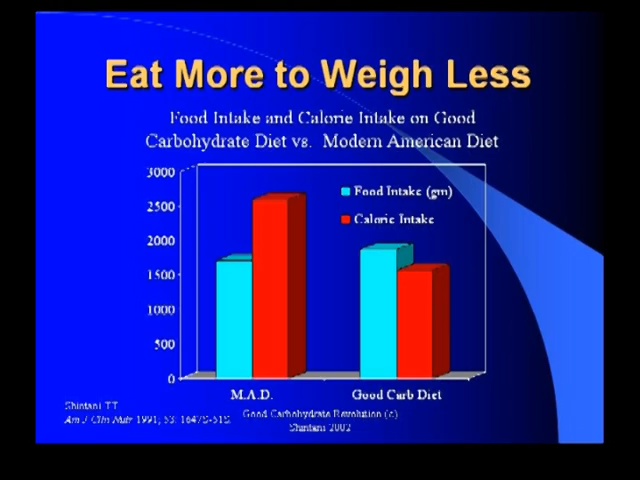 Eat More to Weigh Less
Food Intake and Calorie Intake on Good
Carbohydrate Diet vs. Modern American Diet
3000
2500
2000
1500
1000
500
0
Food Intake (gm)
Calorie Intake
M.A.D.
Good Carb Diet
Shintani TT
Am J Clin Nutr 1991; 53: 1647S-51S.
Good Carbohydrate Revolution (c)
Shintani 2002